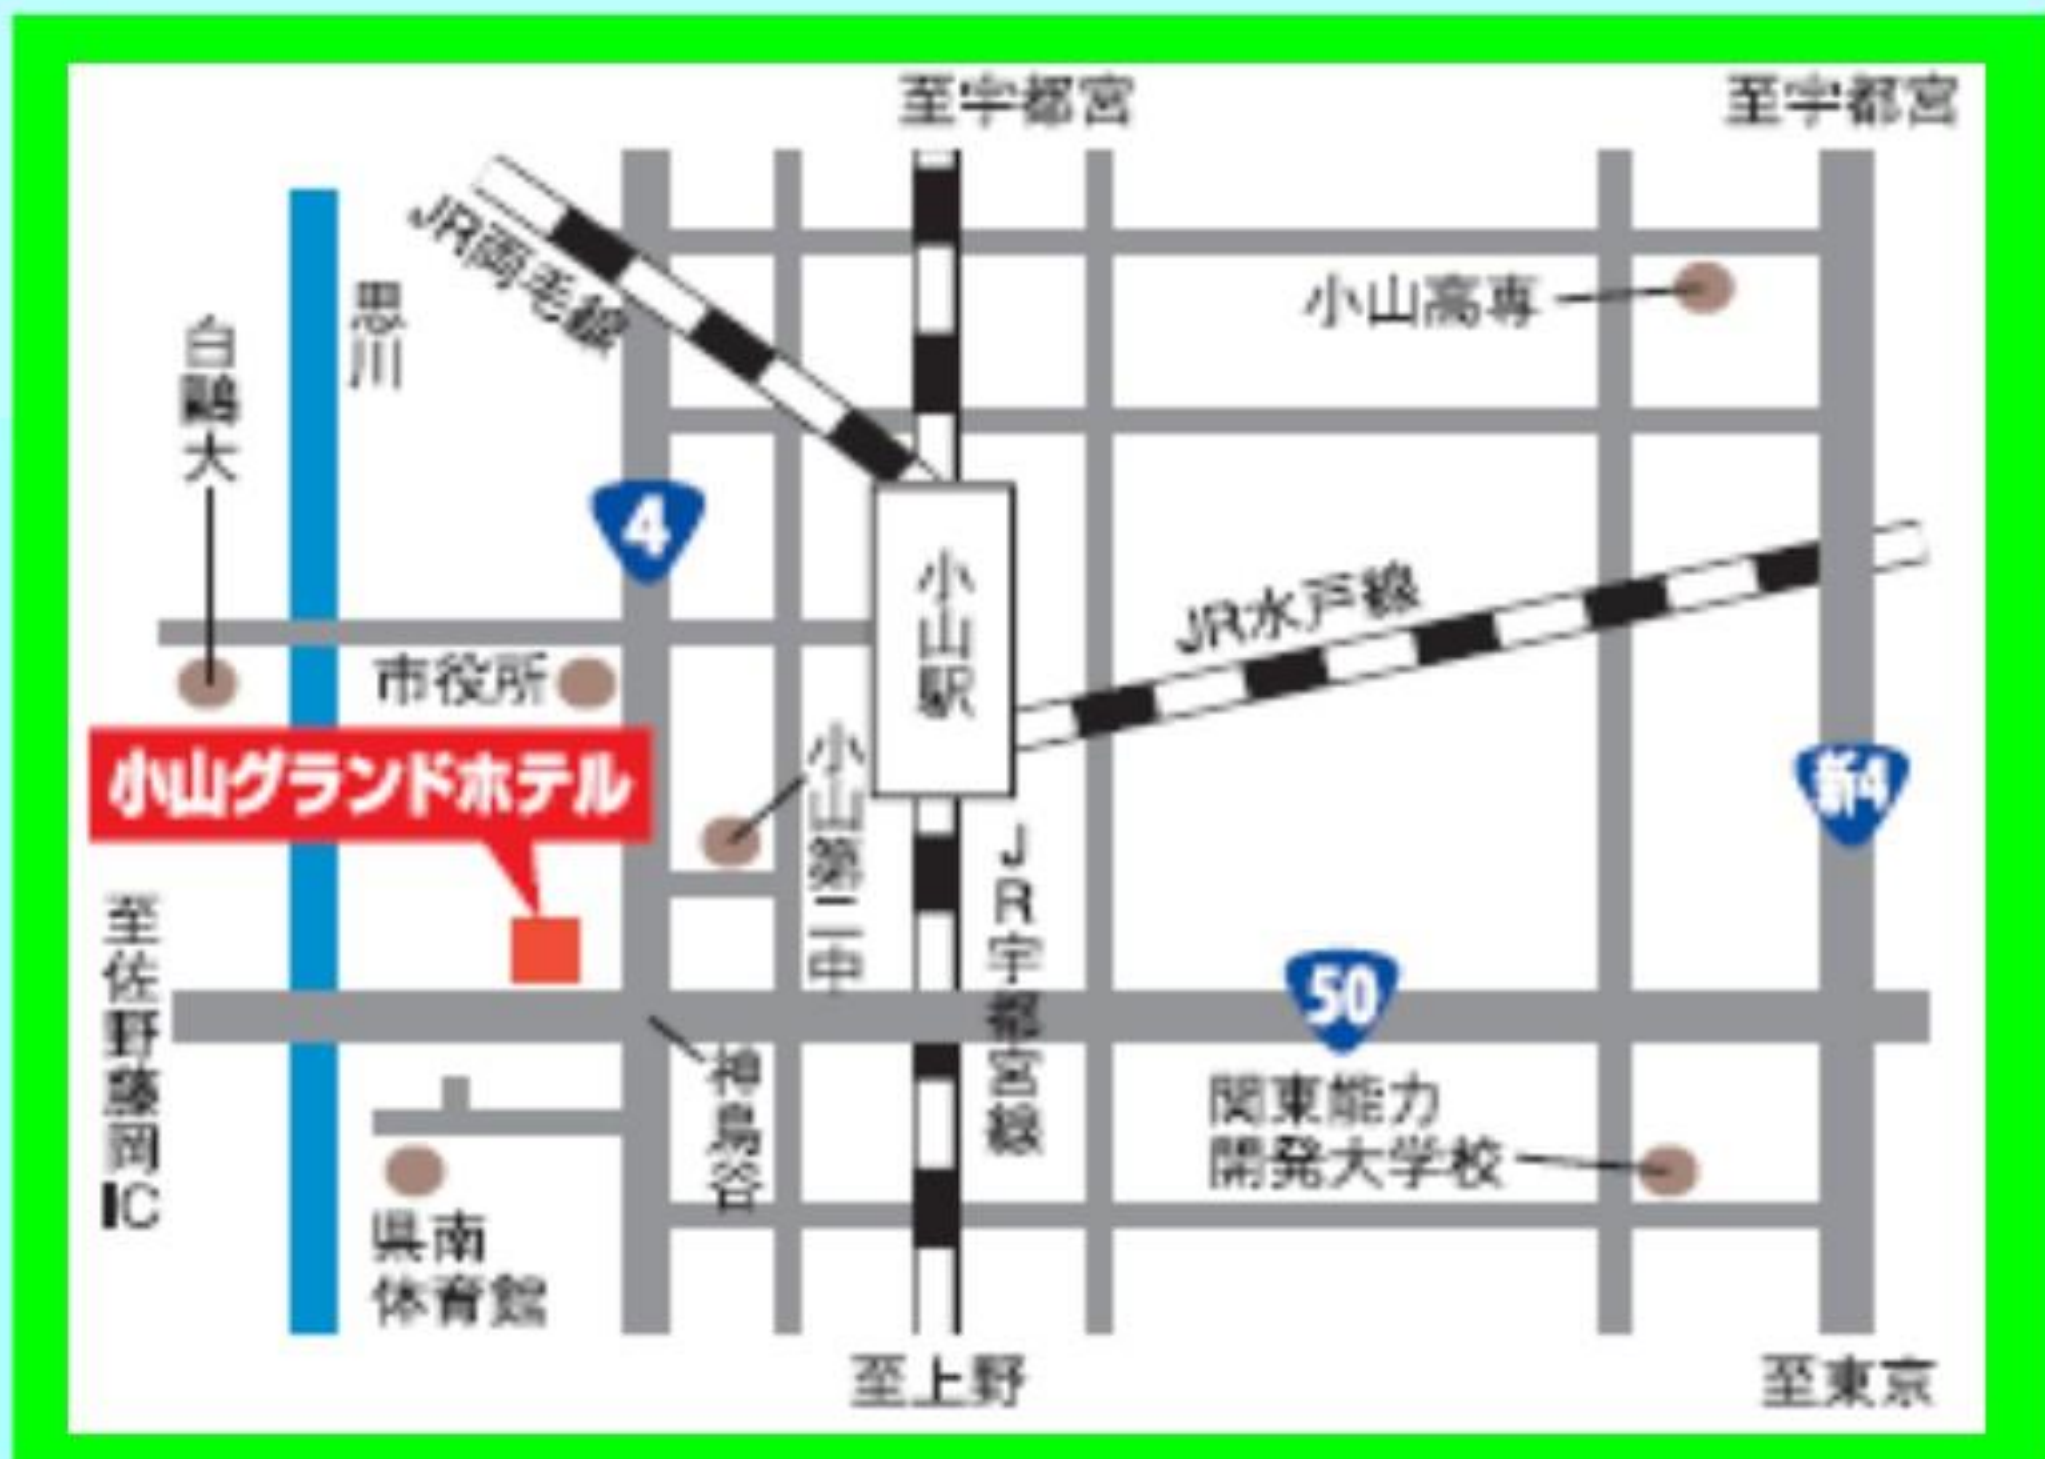 至宇都宮
至宇都宮
JR両毛線
思川
白鷗大
小山高専
4
小山駅
JR水戸線
市役所
小山グランドホテル
小山第二中
新4
JR宇都宮線
至佐野藤岡IC
50
神鳥谷
関東能力
開発大学校
県南
体育館
至上野
至東京